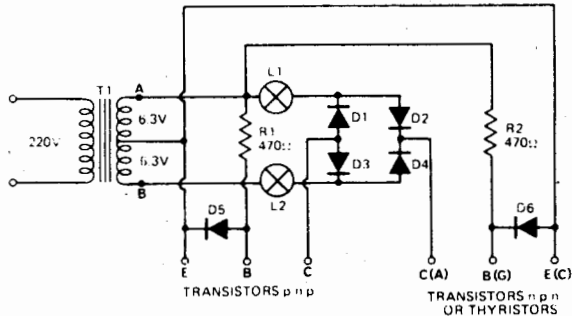 L1
T1
A
220V
6.3V
6.3V
R1
470Ω
D1
D2
R2
470Ω
D3
D4
B
L2
D5
D6
E
B
C
C(A)
B(G)
E(C)
TRANSISTORS p n p
TRANSISTORS n p n
OR THYRISTORS